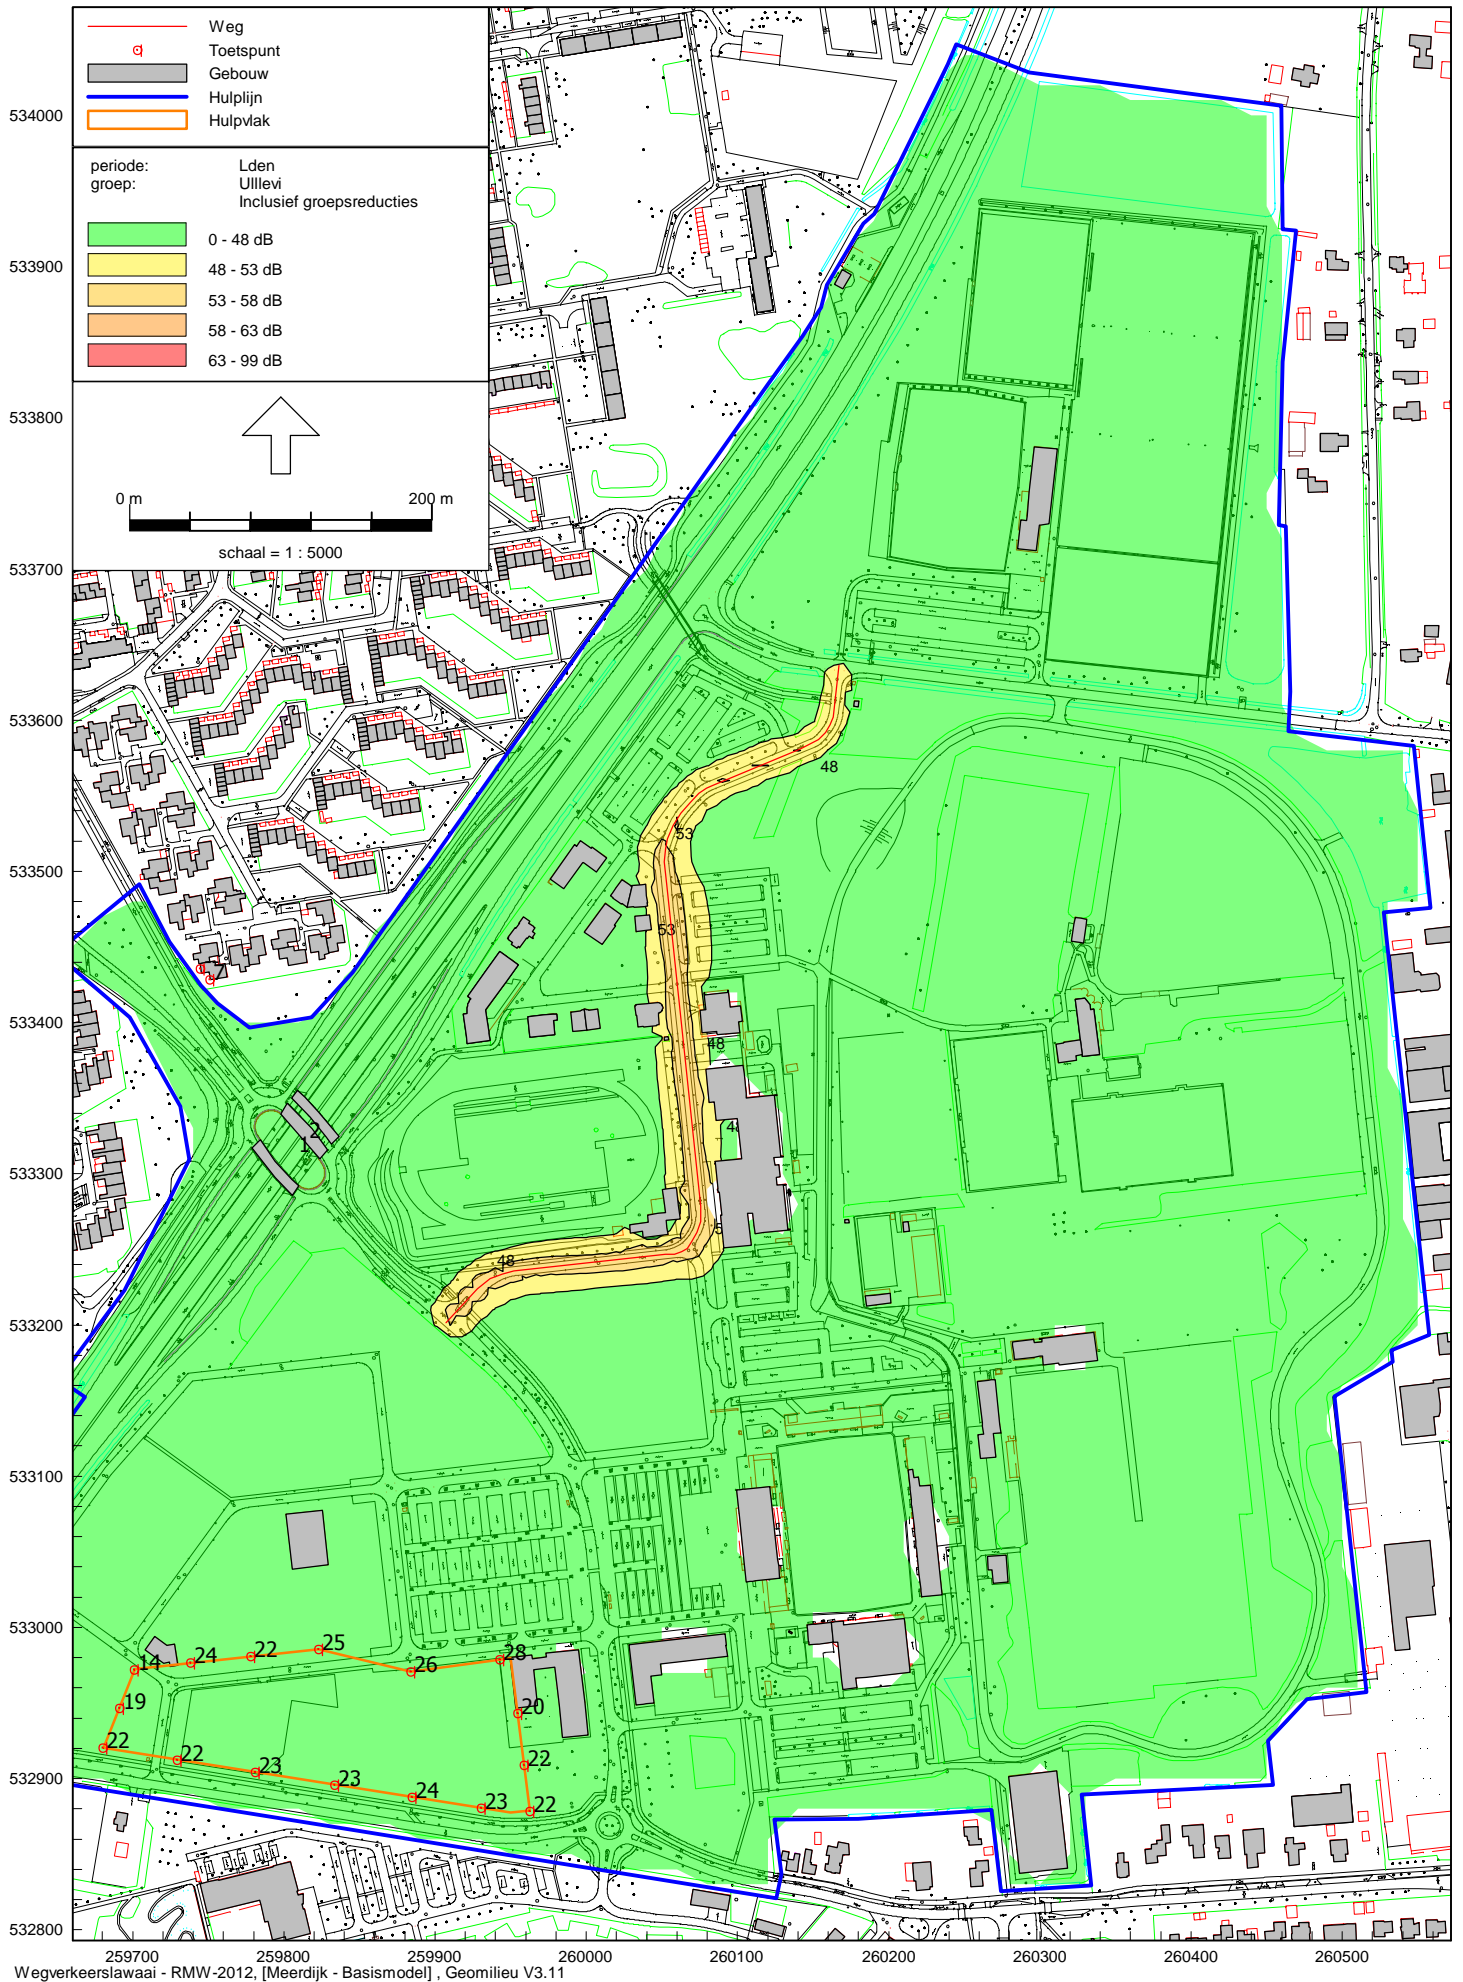 Weg
Toetspunt
Gebouw
Hulplijn
Hulpvlak
periode: Lden
groep: Ulllevi
Inclusief groepsreducties
0 - 48 dB
48 - 53 dB
53 - 58 dB
58 - 63 dB
63 - 99 dB
0 m 200 m
schaal = 1 : 5000
534000
533900
533800
533700
533600
48
53
533500
53
7
533400
48
2
1
48
533300
5
48
533200
533100
533000
25
22
24
14
28
26
19
20
22
22
22
23
23
24
23
22
532900
532800
259700 259800 259900 260000 260100 260200 260300 260400 260500
Wegverkeerslawaai - RMW-2012, [Meerdijk - Basismodel] , Geomilieu V3.11